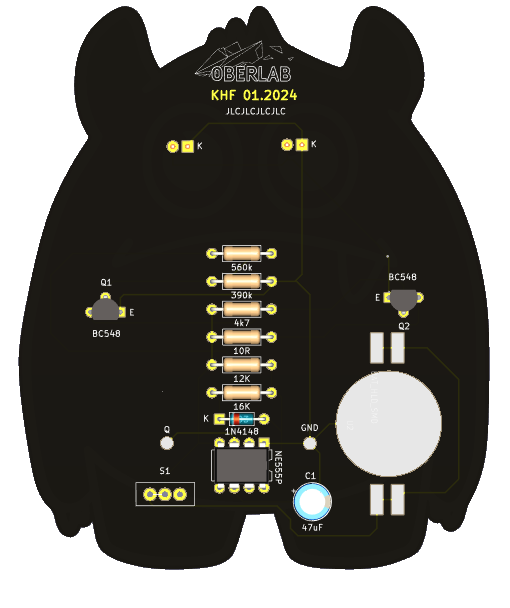 OBERLAB
KHF 01.2024
JLCJLCJLCJLC
K
K
560k
390k
4k7
10R
12K
16K
Q1
E
BC548
BC548
E
Q2
K
1N4148
Q
GND
NE555P
S1
C1
+
47uF